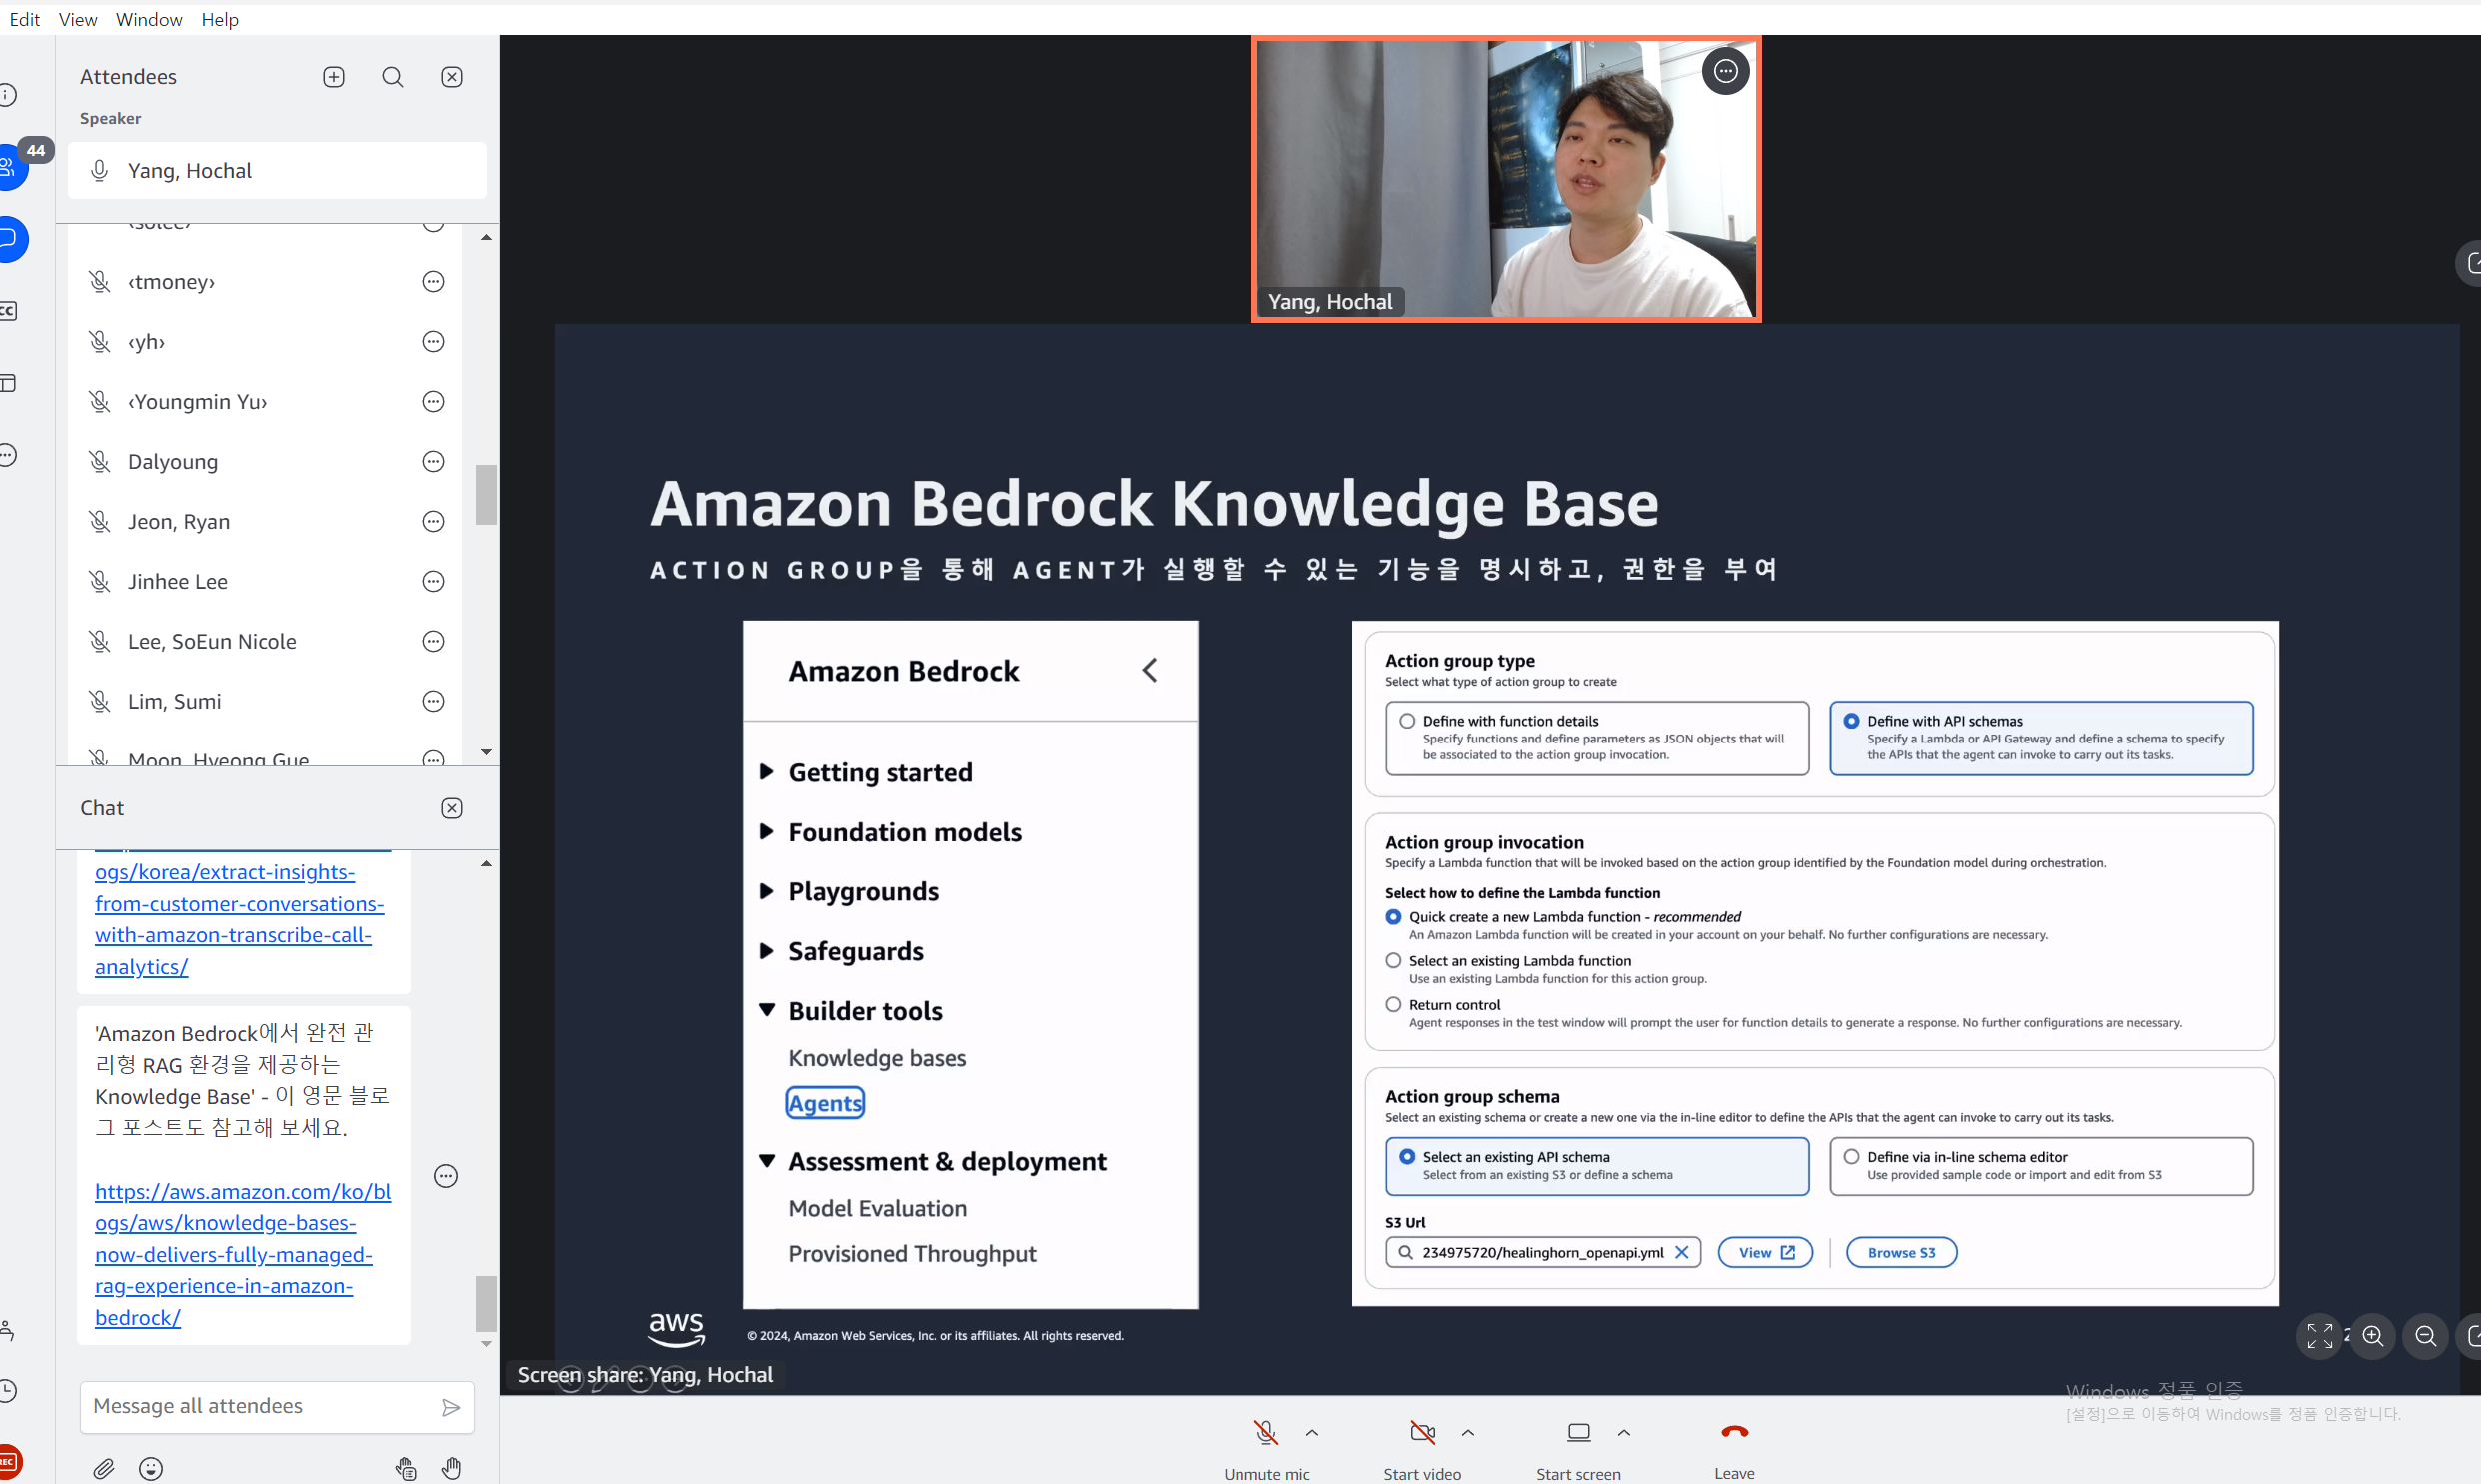 Edit View Window Help
Attendees
Speaker
44
Yang, Hochal
‹solee›
‹tmoney›
‹yh›
‹Youngmin Yu›
Dalyoung
Jeon, Ryan
Jinhee Lee
Lee, SoEun Nicole
Lim, Sumi
Moon, Hyeong Gue
Chat
ogs/korea/extract-insights-
from-customer-conversations-
with-amazon-transcribe-call-
analytics/
'Amazon Bedrock에서 완전 관
리형 RAG 환경을 제공하는
Knowledge Base' - 이 영문 블로
그 포스트도 참고해 보세요.
https://aws.amazon.com/ko/bl
ogs/aws/knowledge-bases-
now-delivers-fully-managed-
rag-experience-in-amazon-
bedrock/
Message all attendees
CC
REC
Yang, Hochal
Amazon Bedrock Knowledge Base
ACTION GROUP을 통해 AGENT가 실행할 수 있는 기능을 명시하고, 권한을 부여
Amazon Bedrock
Getting started
Foundation models
Playgrounds
Safeguards
Builder tools
Knowledge bases
Agents
Assessment & deployment
Model Evaluation
Provisioned Throughput
Action group type
Select what type of action group to create
Define with function details
Specify functions and define parameters as JSON objects that will
be associated to the action group invocation.
Define with API schemas
Specify a Lambda or API Gateway and define a schema to specify
the APIs that the agent can invoke to carry out its tasks.
Action group invocation
Specify a Lambda function that will be invoked based on the action group identified by the Foundation model during orchestration.
Select how to define the Lambda function
Quick create a new Lambda function - recommended
An Amazon Lambda function will be created in your account on your behalf. No further configurations are necessary.
Select an existing Lambda function
Use an existing Lambda function for this action group.
Return control
Agent responses in the test window will prompt the user for function details to generate a response. No further configurations are necessary.
Action group schema
Select an existing schema or create a new one via the in-line editor to define the APIs that the agent can invoke to carry out its tasks.
Select an existing API schema
Select from an existing S3 or define a schema
Define via in-line schema editor
Use provided sample code or import and edit from S3
S3 Url
234975720/healinghorn_openapi.yml
View
Browse S3
aws
© 2024, Amazon Web Services, Inc. or its affiliates. All rights reserved.
Screen share: Yang, Hochal
Windows 정품 인증
[설정]으로 이동하여 Windows를 정품 인증합니다.
Unmute mic
Start video
Start screen
Leave